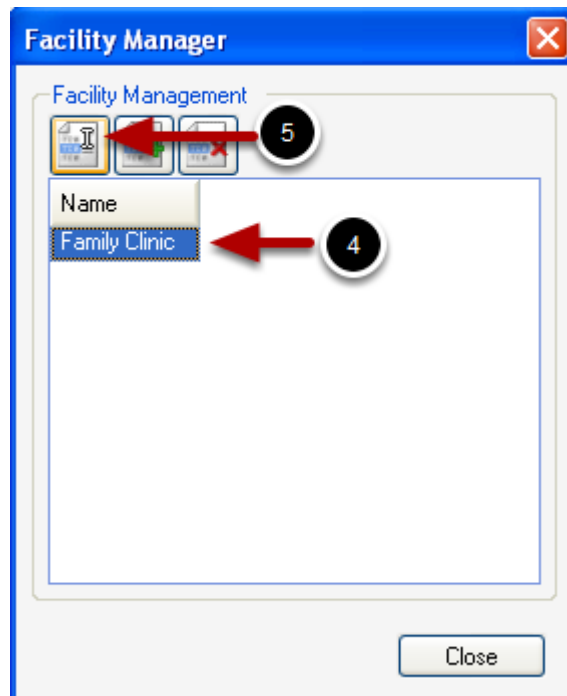 Facility Manager
Facility Management
5
Name
Family Clinic
4
Close